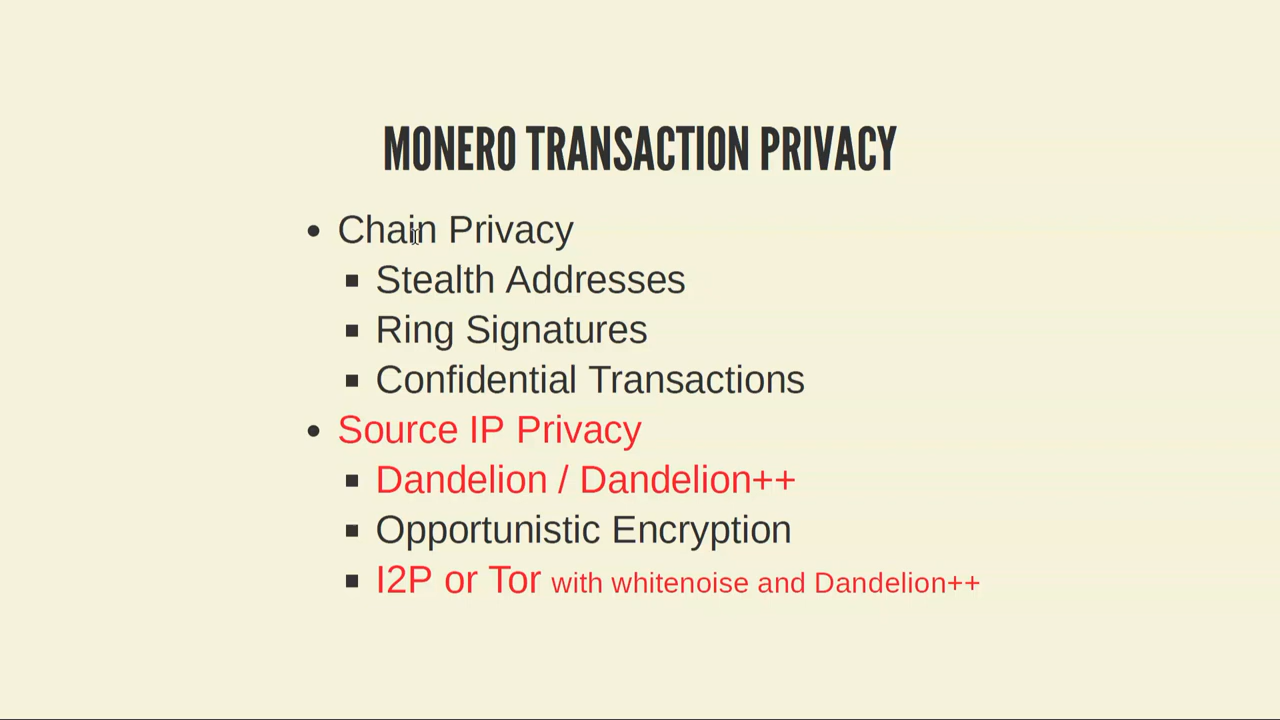 MONERO TRANSACTION PRIVACY
Chain Privacy
Stealth Addresses
Ring Signatures
Confidential Transactions
Source IP Privacy
Dandelion / Dandelion++
Opportunistic Encryption
I2P or Tor with whitenoise and Dandelion++